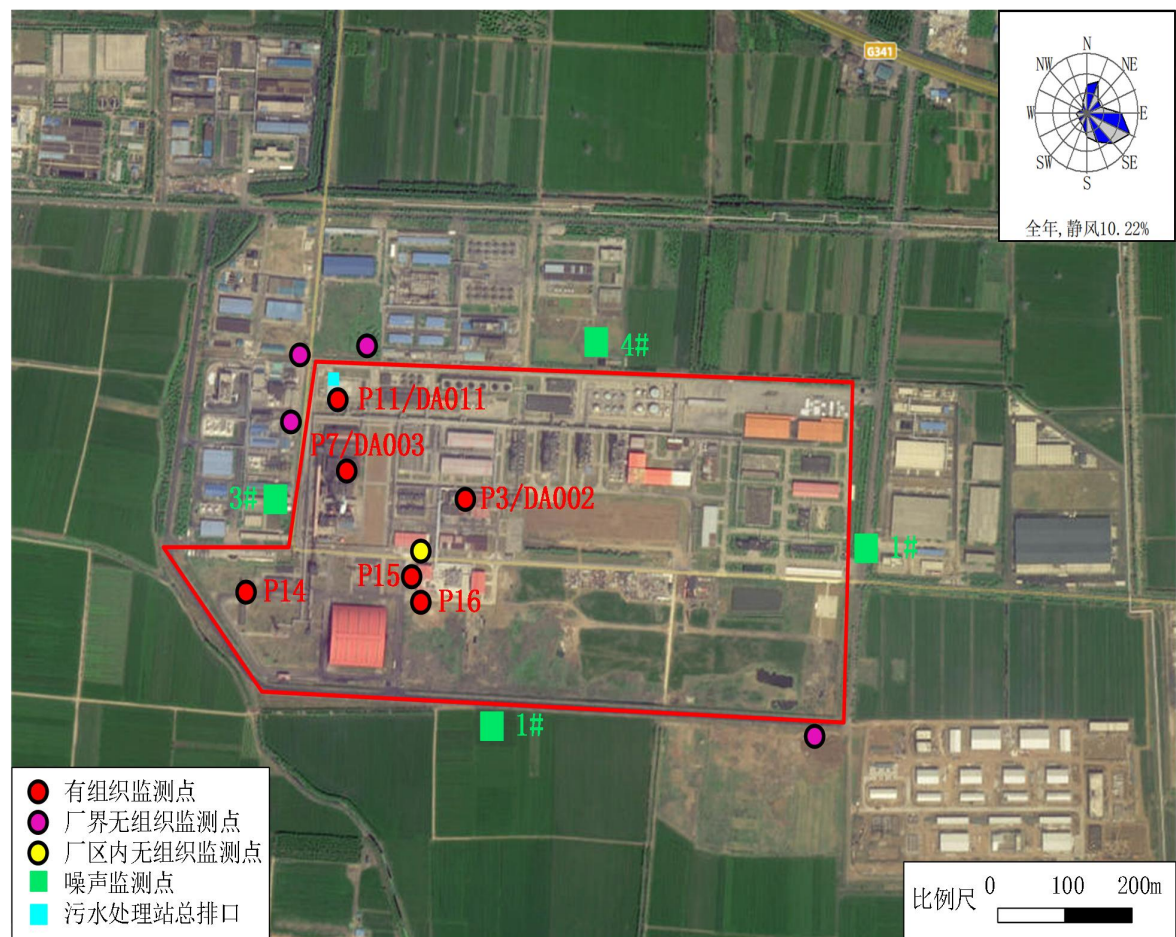 G341
N
NW
NE
W
E
SW
SE
S
全年,静风10.22%
4#
P11/DA011
P7/DA003
3#
P3/DA002
1#
P15
P14
P16
1#
有组织监测点
厂界无组织监测点
厂区内无组织监测点
噪声监测点
污水处理站总排口
比例尺 0 100 200m